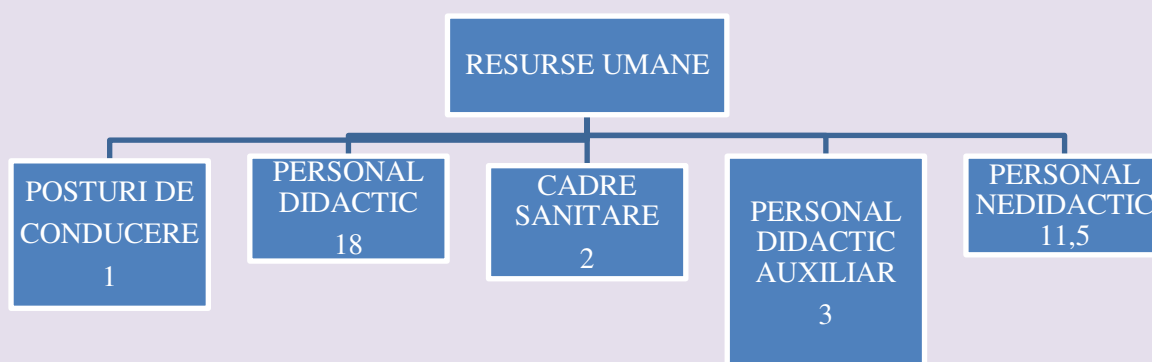 RESURSE UMANE
POSTURI DE
CONDUCERE
1
PERSONAL
DIDACTIC
18
CADRE
SANITARE
2
PERSONAL
DIDACTIC
AUXILIAR
3
PERSONAL
NEDIDACTIC
11,5